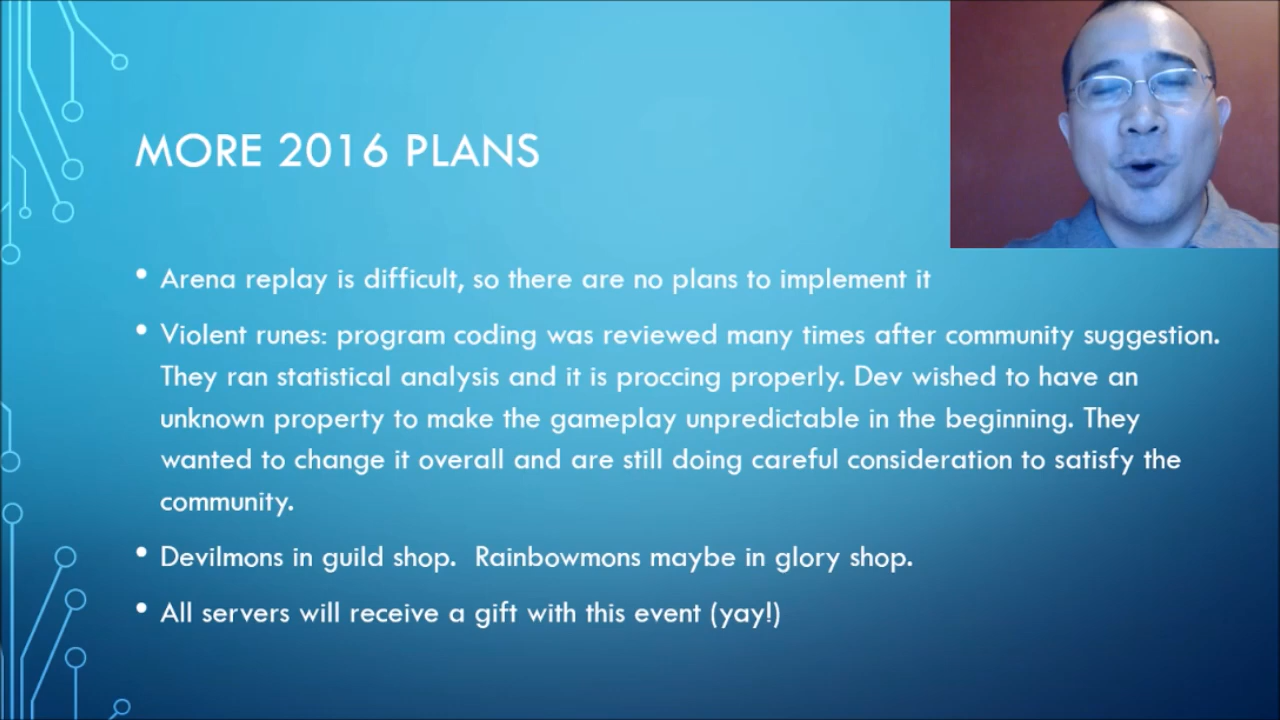 MORE 2016 PLANS
• Arena replay is difficult, so there are no plans to implement it
• Violent runes: program coding was reviewed many times after community suggestion.
They ran statistical analysis and it is proccing properly. Dev wished to have an
unknown property to make the gameplay unpredictable in the beginning. They
wanted to change it overall and are still doing careful consideration to satisfy the
community.
• Devilmons in guild shop.  Rainbowmons maybe in glory shop.
• All servers will receive a gift with this event (yay!)